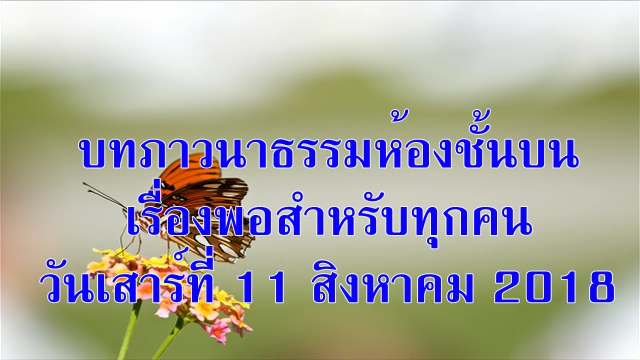 บทภาวนาธรรมห้องชั้นบน
เรื่องพอสำหรับทุกคน
วันเสาร์ที่ 11 สิงหาคม 2018